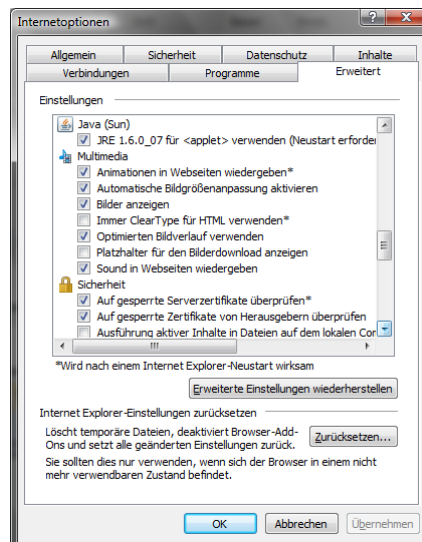 Internetoptionen
Allgemein Sicherheit Datenschutz Inhalte
Verbindungen Programme Erweitert
Einstellungen
Java (Sun)
JRE 1.6.0_07 für <applet> verwenden (Neustart erforder
Multimedia
Animationen in Webseiten wiedergeben*
Automatische Bildgrößenanpassung aktivieren
Bilder anzeigen
Immer ClearType für HTML verwenden*
Optimierten Bildverlauf verwenden
Platzhalter für den Bilderdownload anzeigen
Sound in Webseiten wiedergeben
Sicherheit
Auf gesperrte Serverzertifikate überprüfen*
Auf gesperrte Zertifikate von Herausgebern überprüfen
Ausführung aktiver Inhalte in Dateien auf dem lokalen Com
*Wird nach einem Internet Explorer-Neustart wirksam
Erweiterte Einstellungen wiederherstellen
Internet Explorer-Einstellungen zurücksetzen
Löscht temporäre Dateien, deaktiviert Browser-Add-
Ons und setzt alle geänderten Einstellungen zurück.
Zurücksetzen...
Sie sollten dies nur verwenden, wenn sich der Browser in einem nicht
mehr verwendbaren Zustand befindet.
OK Abbrechen Übernehmen